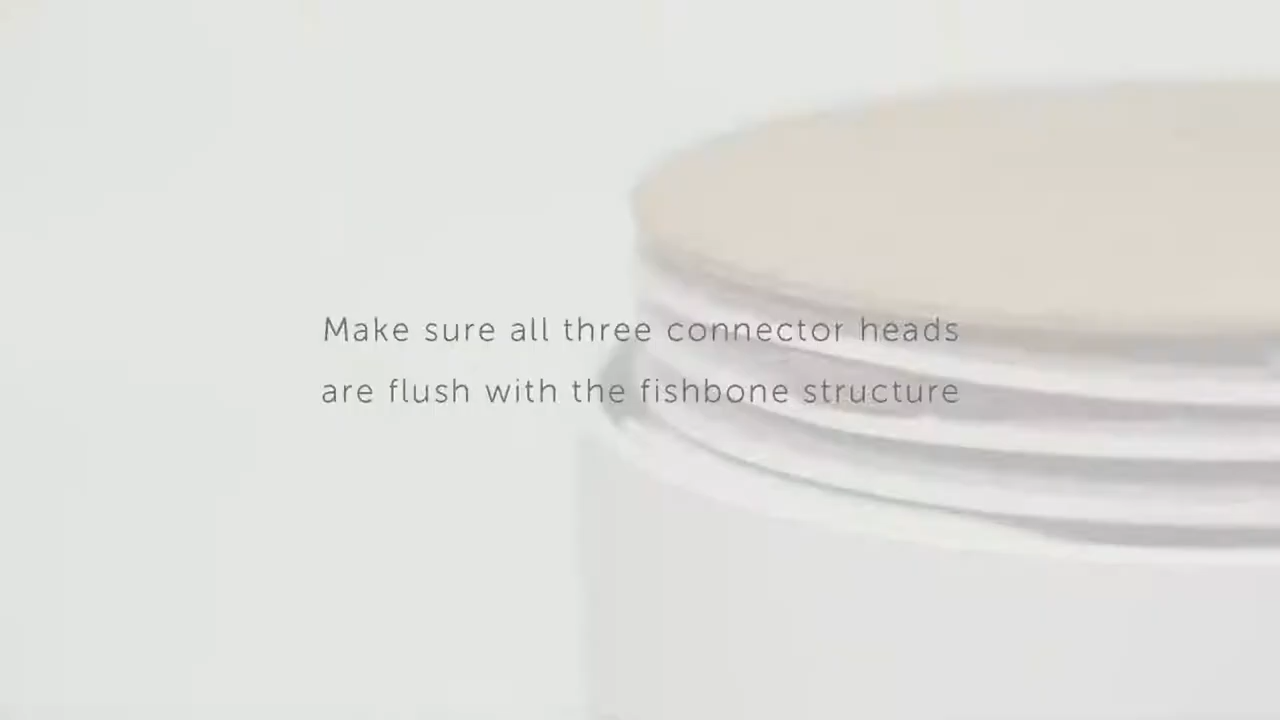 Make sure all three connector heads
are flush with the fishbone structure